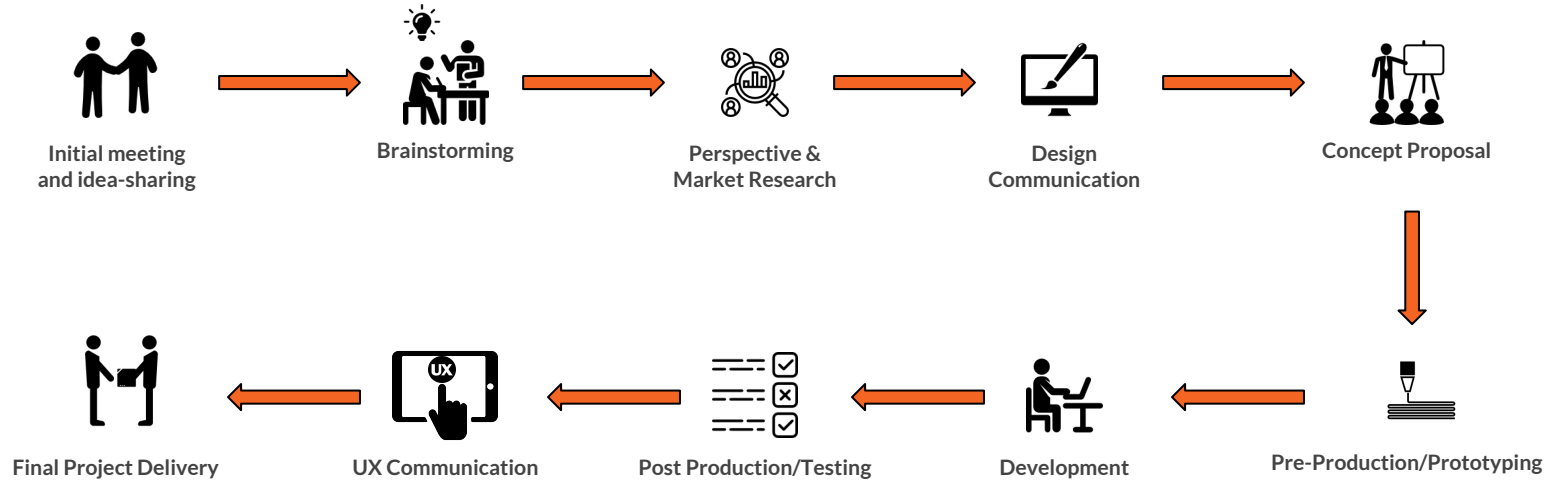 Initial meeting
and idea-sharing
Brainstorming
Perspective &
Market Research
Design
Communication
Concept Proposal
UX
Final Project Delivery
UX Communication
Post Production/Testing
Development
Pre-Production/Prototyping